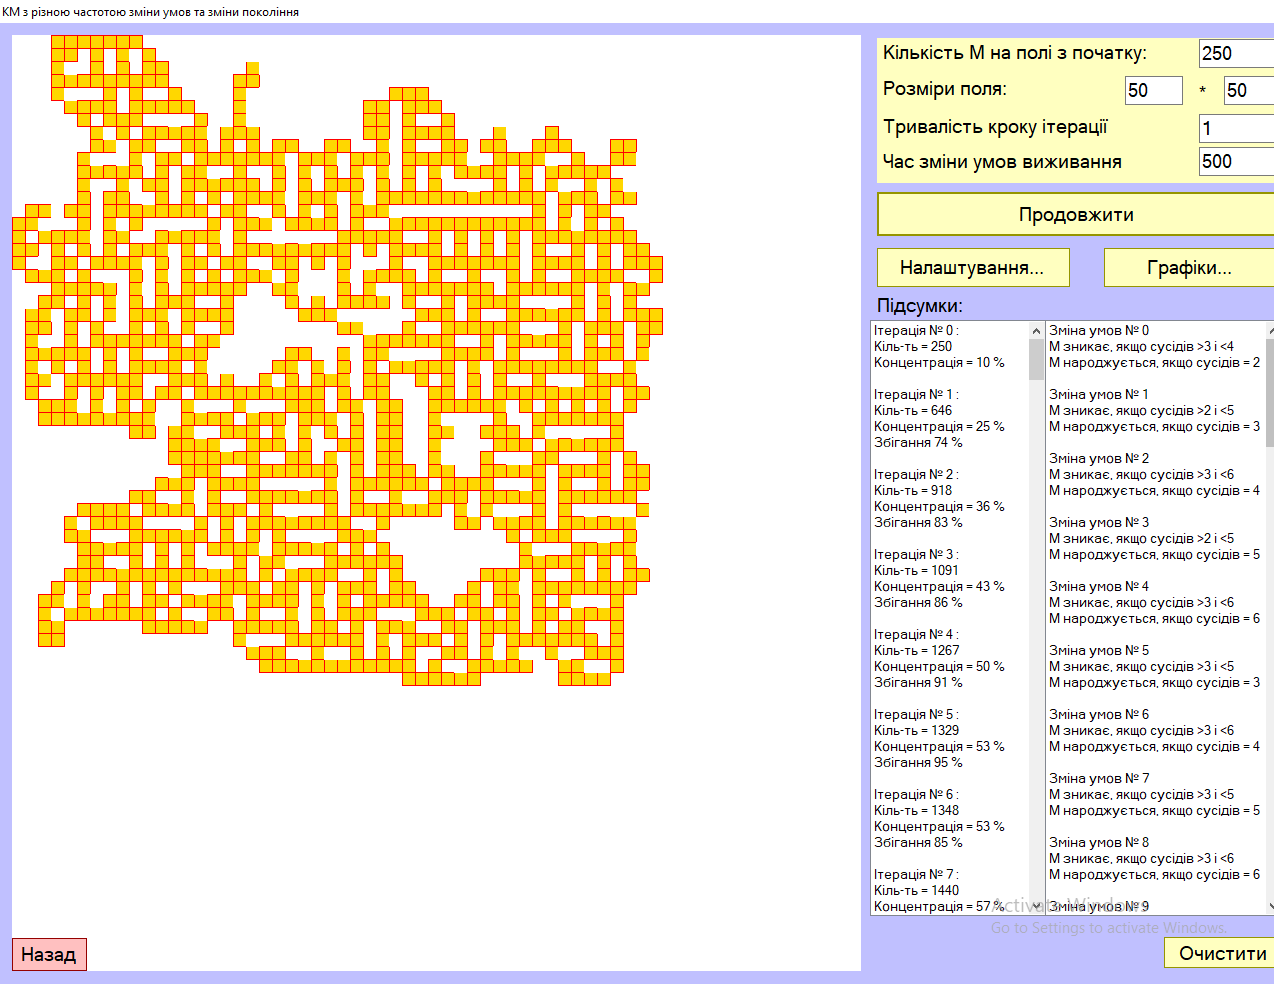 КМ з різною частотою зміни умов та зміни покоління
Кількість М на полі з початку:
250
Розміри поля:
50
*
50
Тривалість кроку ітерації
1
Час зміни умов виживання
500
Продовжити
Налаштування...
Графіки...
Підсумки:
Ітерація № 0 :
Кіль-ть = 250
Концентрація = 10 %
Ітерація № 1 :
Кіль-ть = 646
Концентрація = 25 %
Збігання 74 %
Ітерація № 2 :
Кіль-ть = 918
Концентрація = 36 %
Збігання 83 %
Ітерація № 3 :
Кіль-ть = 1091
Концентрація = 43 %
Збігання 86 %
Ітерація № 4 :
Кіль-ть = 1267
Концентрація = 50 %
Збігання 91 %
Ітерація № 5 :
Кіль-ть = 1329
Концентрація = 53 %
Збігання 95 %
Ітерація № 6 :
Кіль-ть = 1348
Концентрація = 53 %
Збігання 85 %
Ітерація № 7 :
Кіль-ть = 1440
Концентрація = 57 %
Зміна умов № 0
М зникає, якщо сусідів >3 і <4
М народжується, якщо сусідів = 2
Зміна умов № 1
М зникає, якщо сусідів >2 і <5
М народжується, якщо сусідів = 3
Зміна умов № 2
М зникає, якщо сусідів >3 і <6
М народжується, якщо сусідів = 4
Зміна умов № 3
М зникає, якщо сусідів >2 і <5
М народжується, якщо сусідів = 5
Зміна умов № 4
М зникає, якщо сусідів >3 і <6
М народжується, якщо сусідів = 6
Зміна умов № 5
М зникає, якщо сусідів >3 і <5
М народжується, якщо сусідів = 3
Зміна умов № 6
М зникає, якщо сусідів >3 і <6
М народжується, якщо сусідів = 4
Зміна умов № 7
М зникає, якщо сусідів >3 і <5
М народжується, якщо сусідів = 5
Зміна умов № 8
М зникає, якщо сусідів >3 і <6
М народжується, якщо сусідів = 6
Зміна умов № 9
Activate Windows
Go to Settings to activate Windows.
Назад
Очистити